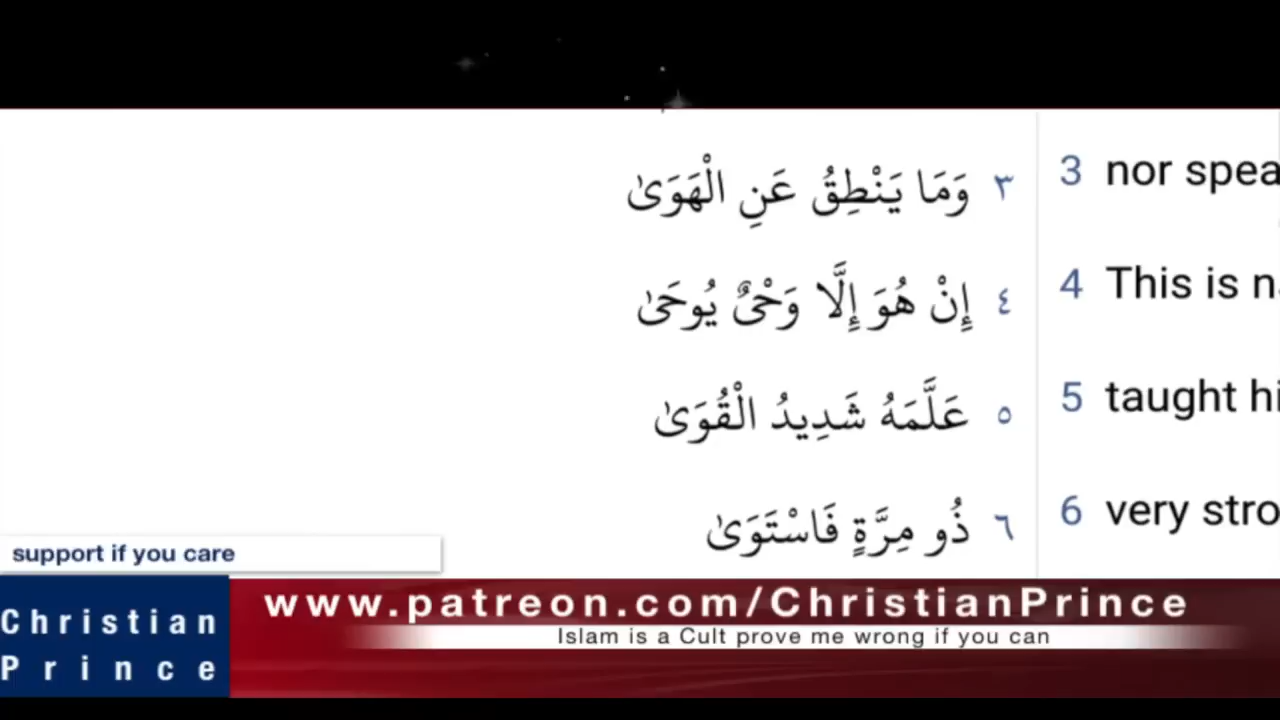 ٣ وَمَا يَنْطِقُ عَنِ الْهَوَىٰ
3 nor spea
٤ إِنْ هُوَ إِلَّا وَحْيٌ يُوحَىٰ
4 This is n
٥ عَلَّمَهُ شَدِيدُ الْقُوَىٰ
5 taught hi
٦ ذُو مِرَّةٍ فَاسْتَوَىٰ
6 very stro
support if you care
Christian
Prince
www.patreon.com/ChristianPrince
Islam is a Cult prove me wrong if you can